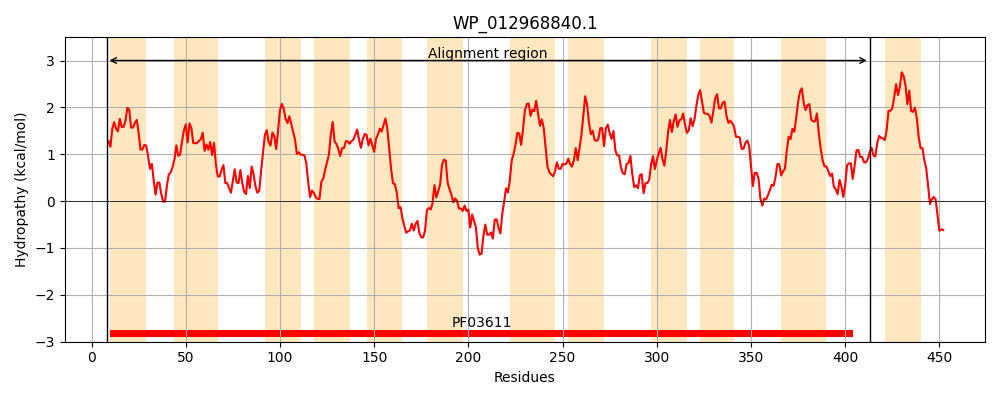 WP_012968840.1
Alignment region
Hydropathy (kcal/mol)
3
2
1
0
−1
−2
−3
PF03611
0 50 100 150 200 250 300 350 400 450
Residues